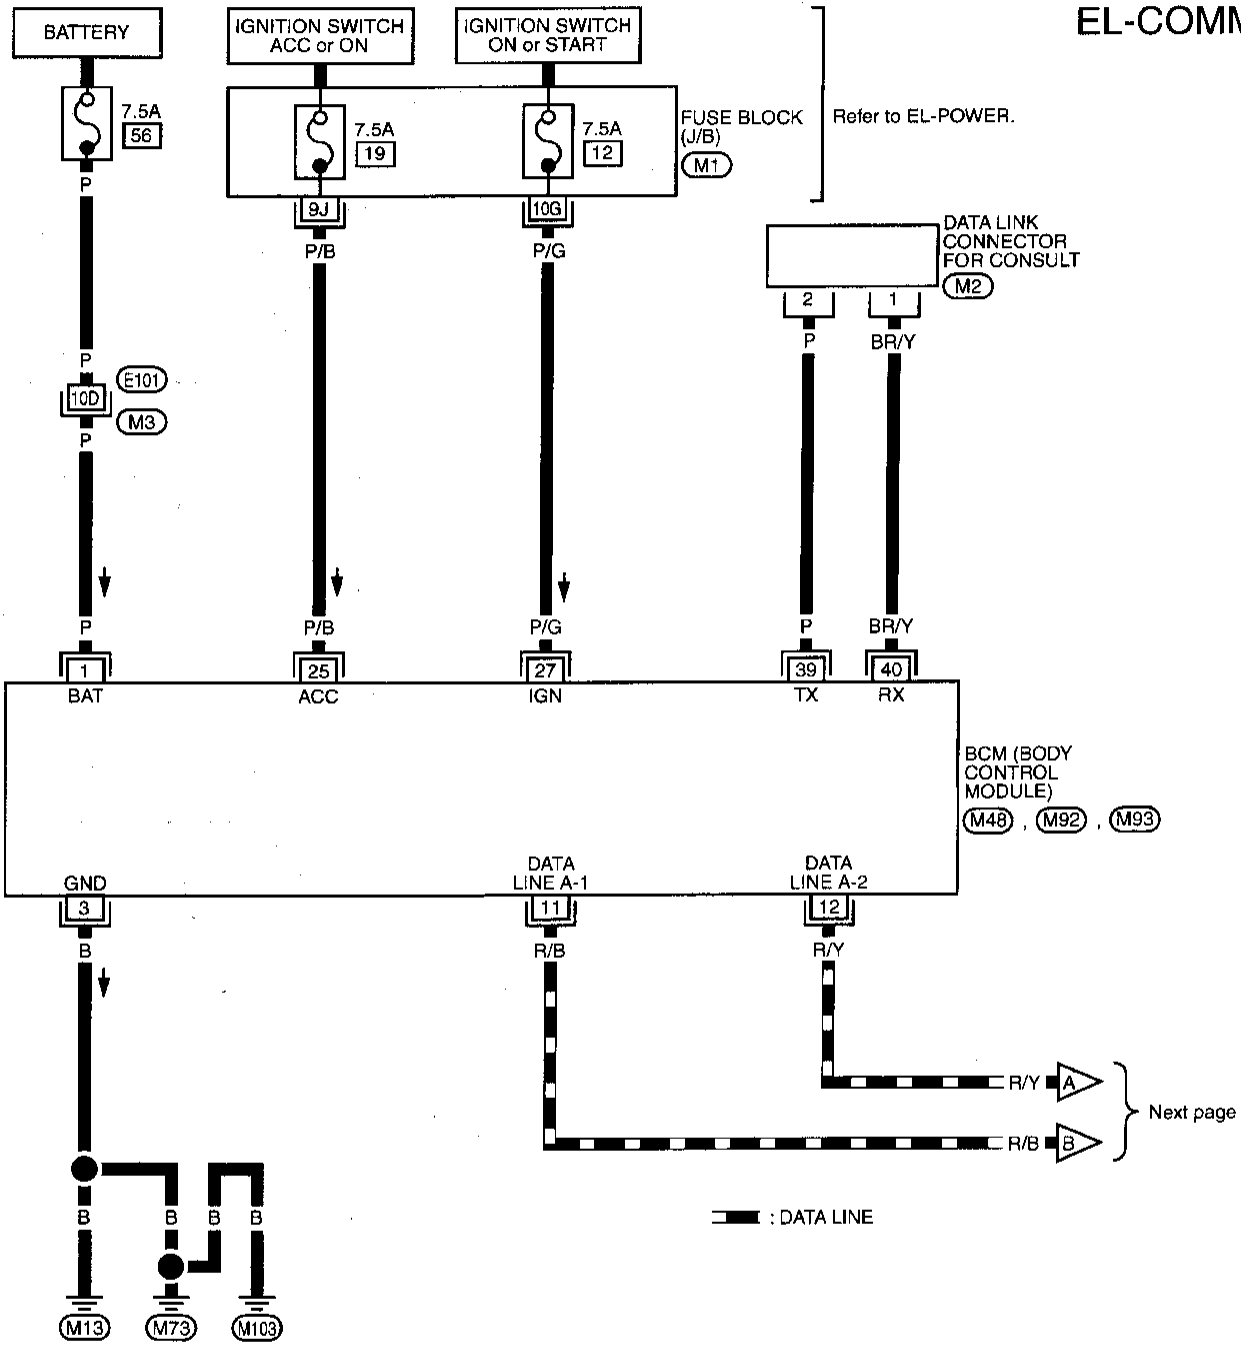 EL-COMM
BATTERY
IGNITION SWITCH
ACC or ON
IGNITION SWITCH
ON or START
7.5A
56
7.5A
19
7.5A
12
FUSE BLOCK
(J/B)
M1
Refer to EL-POWER.
P
9J
10G
P/B
P/G
DATA LINK
CONNECTOR
FOR CONSULT
M2
2
1
P
BR/Y
P
E101
10D
M3
P
P
P/B
P/G
P
BR/Y
1
25
27
39
40
BAT
ACC
IGN
TX
RX
BCM (BODY
CONTROL
MODULE)
M48 , M92 , M93
GND
DATA
LINE A-1
DATA
LINE A-2
3
11
12
B
R/B
R/Y
R/Y
A
Next page
R/B
B
B
B
B
B
: DATA LINE
M13
M73
M103